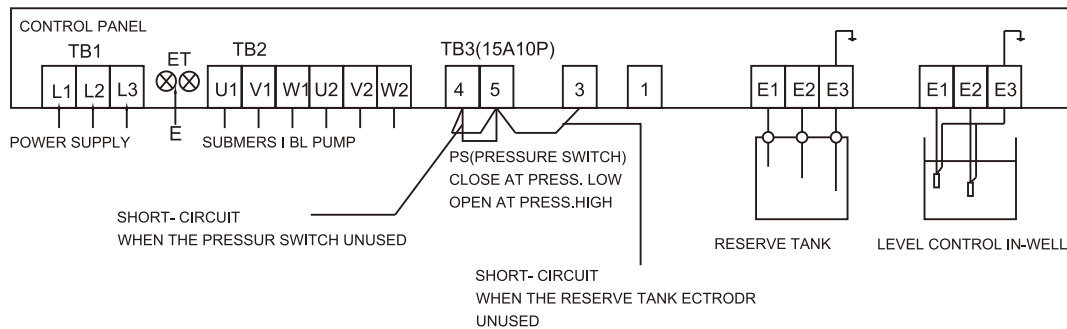 CONTROL PANEL
TB1
ET
TB2
TB3(15A10P)
L1 L2 L3
U1 V1 W1 U2 V2 W2
4 5 3 1
E1 E2 E3
E1 E2 E3
POWER SUPPLY
E
SUBMERS I BL PUMP
PS(PRESSURE SWITCH)
CLOSE AT PRESS. LOW
OPEN AT PRESS.HIGH
SHORT- CIRCUIT
WHEN THE PRESSUR SWITCH UNUSED
RESERVE TANK
LEVEL CONTROL IN-WELL
SHORT- CIRCUIT
WHEN THE RESERVE TANK ECTRODR
UNUSED